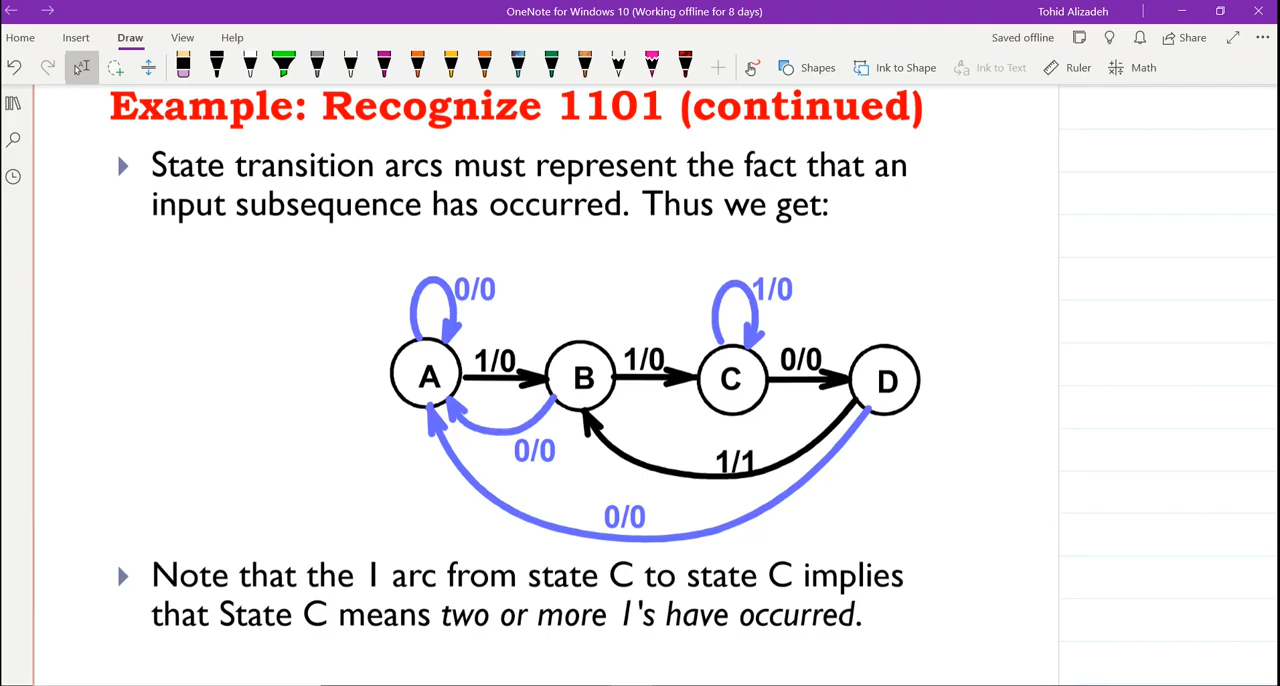 OneNote for Windows 10 (Working offline for 8 days)
Tohid Alizadeh
Home Insert Draw View Help
Saved offline
Share
Shapes
Ink to Shape
Ink to Text
Ruler
Math
Example: Recognize 1101 (continued)
State transition arcs must represent the fact that an
input subsequence has occurred. Thus we get:
0/0
1/0
1/0
1/0
0/0
A
B
C
D
0/0
1/1
0/0
Note that the 1 arc from state C to state C implies
that State C means two or more 1's have occurred.